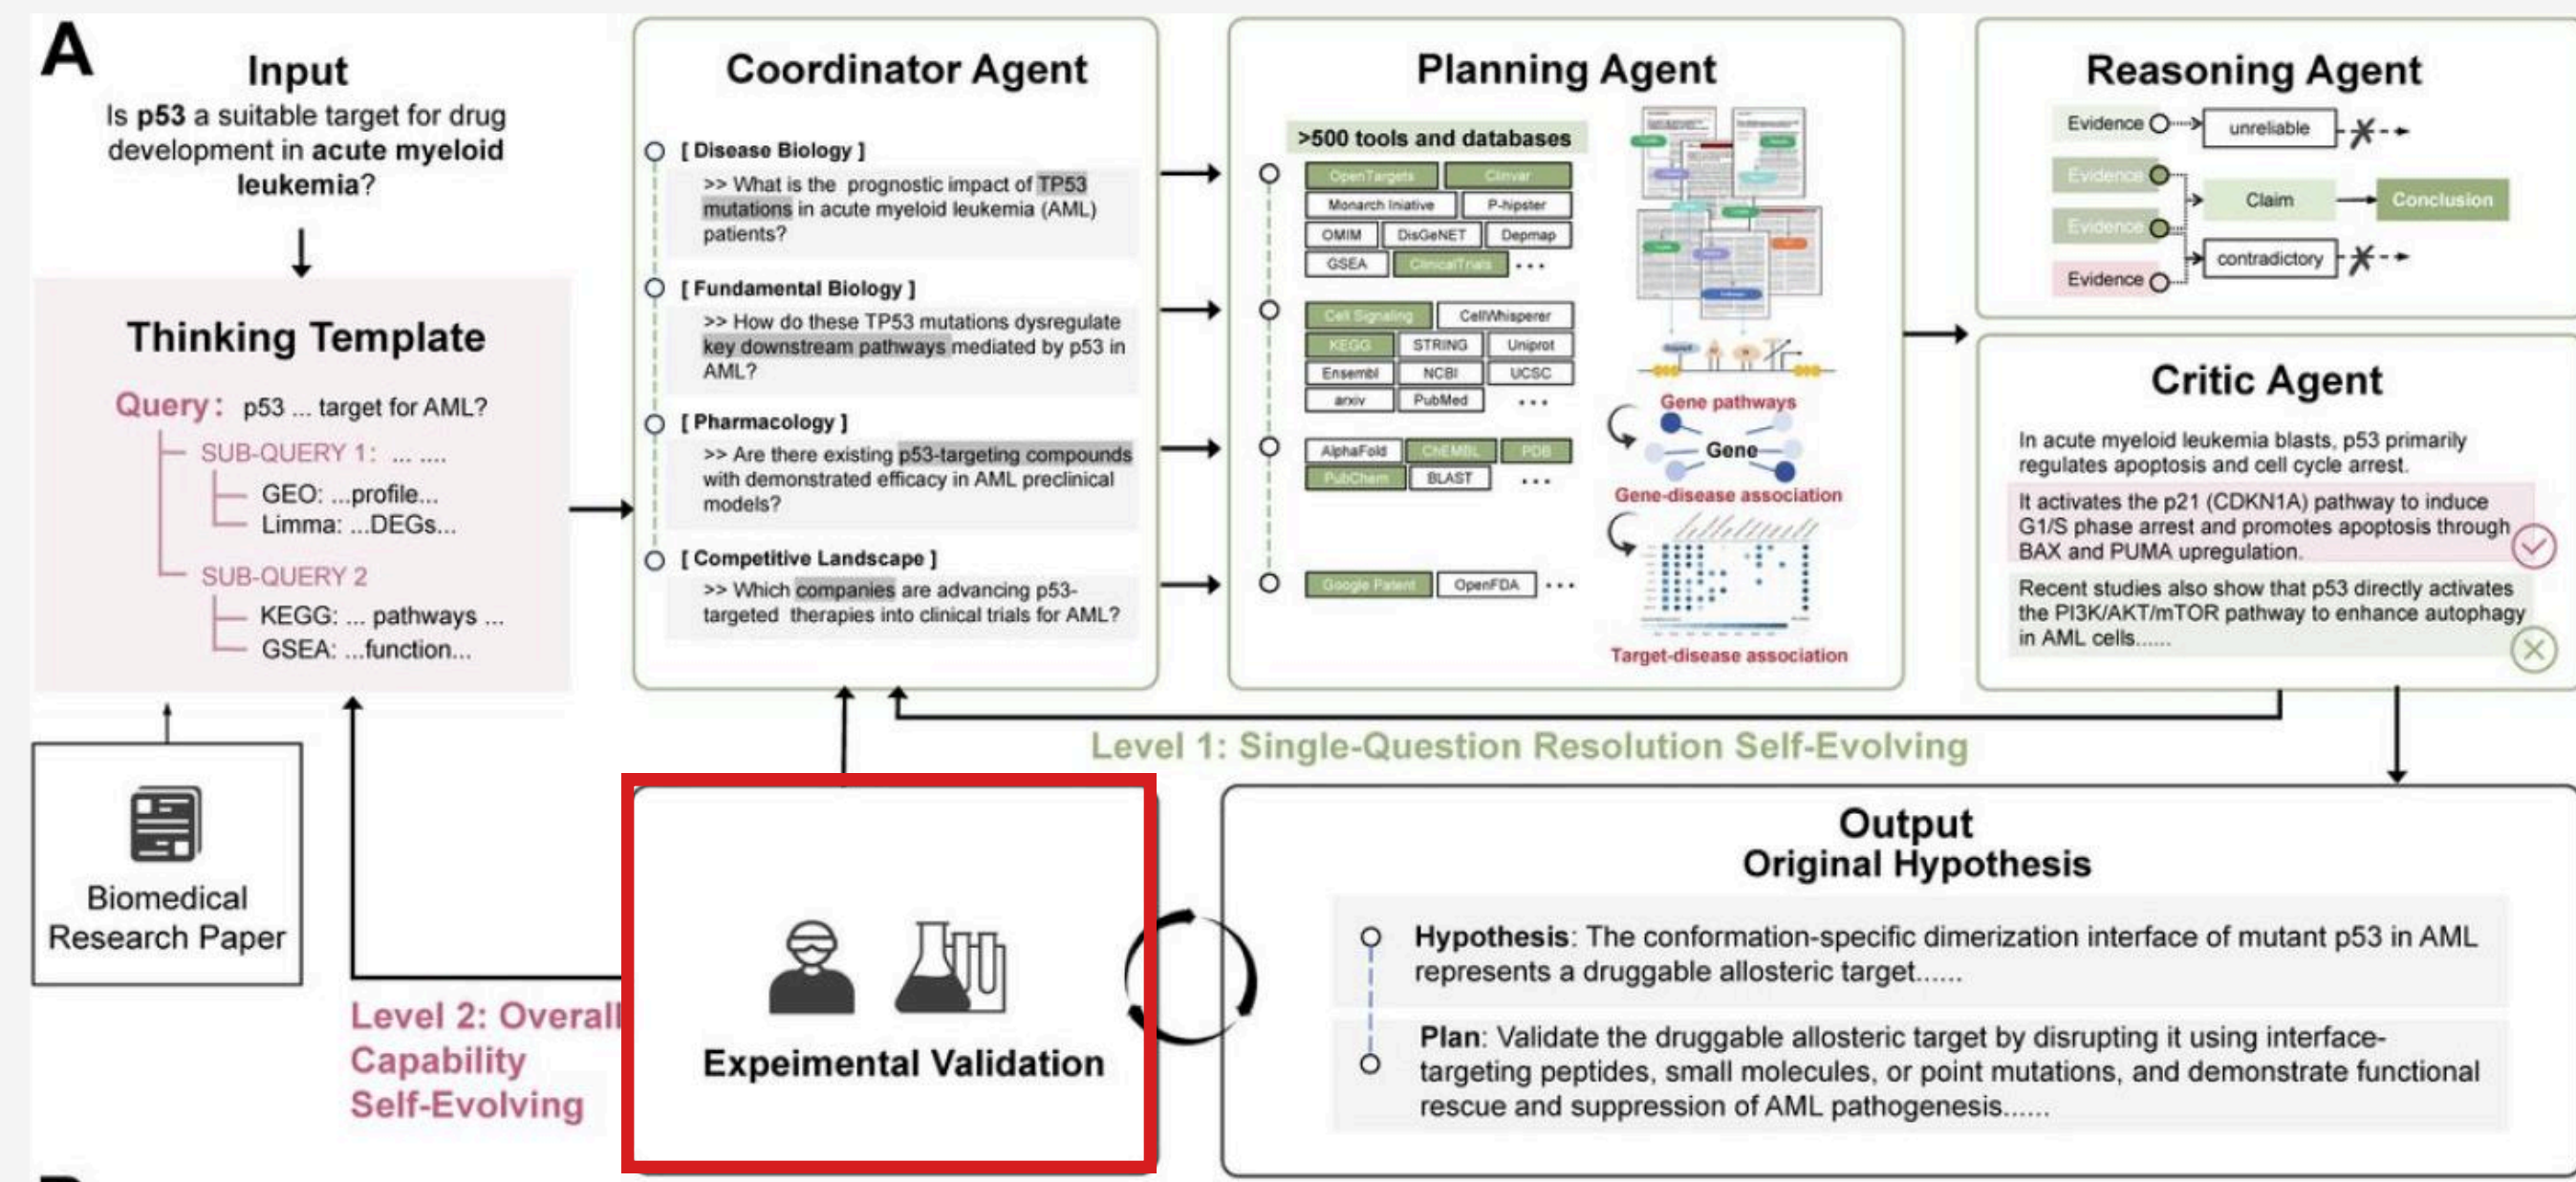 A
Input
Is p53 a suitable target for drug
development in acute myeloid
leukemia?
Thinking Template
Query: p53 ... target for AML?
SUB-QUERY 1: ... ....
GEO: ...profile...
Limma: ...DEGs...
SUB-QUERY 2
KEGG: ... pathways ...
GSEA: ...function...
Biomedical
Research Paper
Coordinator Agent
[ Disease Biology ]
>> What is the prognostic impact of TP53
mutations in acute myeloid leukemia (AML)
patients?
[ Fundamental Biology ]
>> How do these TP53 mutations dysregulate
key downstream pathways mediated by p53 in
AML?
[ Pharmacology ]
>> Are there existing p53-targeting compounds
with demonstrated efficacy in AML preclinical
models?
[ Competitive Landscape ]
>> Which companies are advancing p53-
targeted therapies into clinical trials for AML?
Planning Agent
>500 tools and databases
OpenTargets Clinvar
Monarch Iniative P-hipster
OMIM DisGeNET Depmap
GSEA ClinicalTrials ...
Cell Signaling CellWhisperer
KEGG STRING Uniprot
Ensembl NCBI UCSC
arxiv PubMed ...
AlphaFold ChEMBL PDB
PubChem BLAST ...
Google Patent OpenFDA ...
Gene pathways
Gene
Gene-disease association
Target-disease association
Reasoning Agent
Evidence unreliable
Evidence
Claim Conclusion
Evidence
contradictory
Evidence
Critic Agent
In acute myeloid leukemia blasts, p53 primarily
regulates apoptosis and cell cycle arrest.
It activates the p21 (CDKN1A) pathway to induce
G1/S phase arrest and promotes apoptosis through
BAX and PUMA upregulation.
Recent studies also show that p53 directly activates
the PI3K/AKT/mTOR pathway to enhance autophagy
in AML cells......
Level 1: Single-Question Resolution Self-Evolving
Level 2: Overall
Capability
Self-Evolving
Expeimental Validation
Output
Original Hypothesis
Hypothesis: The conformation-specific dimerization interface of mutant p53 in AML
represents a druggable allosteric target......
Plan: Validate the druggable allosteric target by disrupting it using interface-
targeting peptides, small molecules, or point mutations, and demonstrate functional
rescue and suppression of AML pathogenesis......